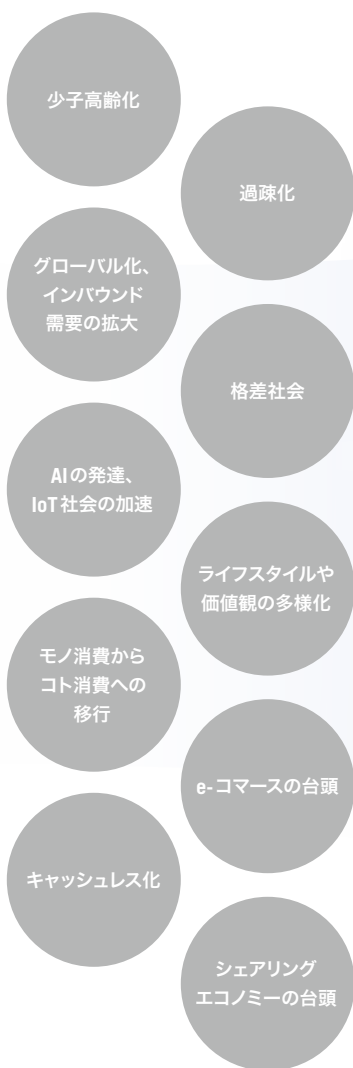 少子高齢化
過疎化
グローバル化、
インバウンド
需要の拡大
格差社会
AIの発達、
IoT社会の加速
ライフスタイルや
価値観の多様化
モノ消費から
コト消費への
移行
e-コマースの台頭
キャッシュレス化
シェアリング
エコノミーの台頭